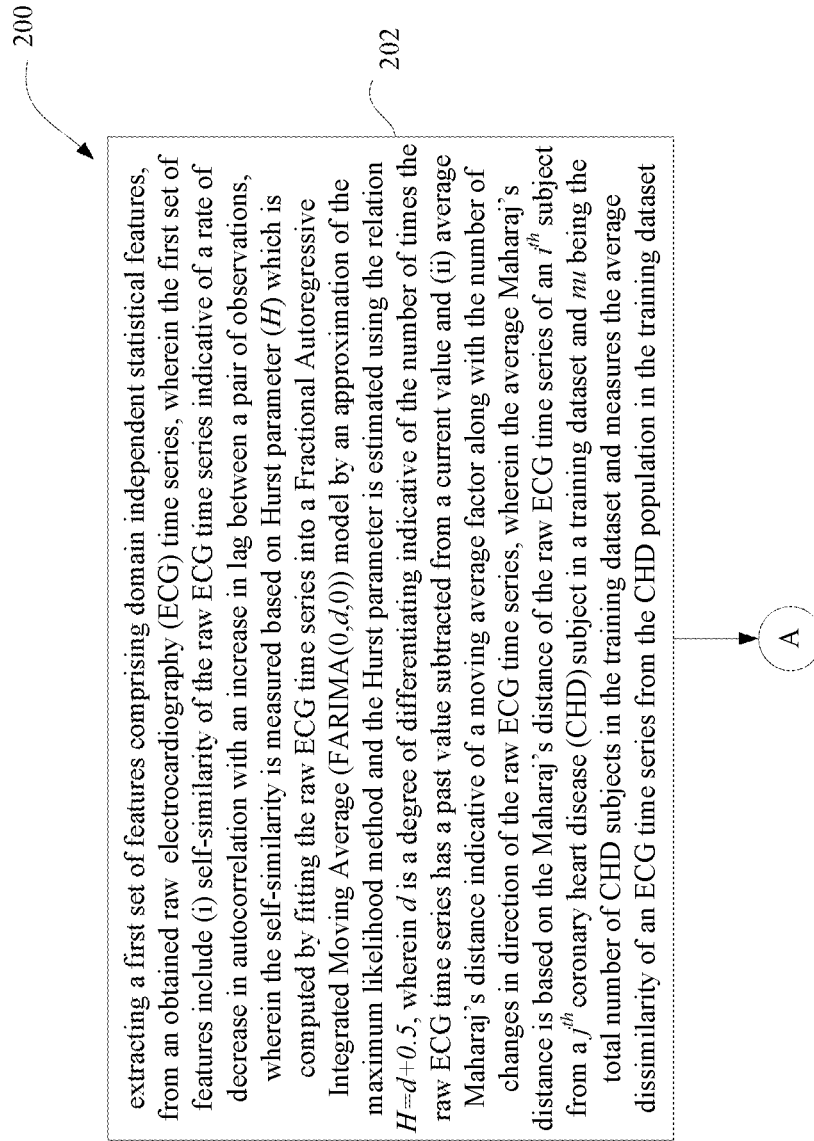 200
202
extracting a first set of features comprising domain independent statistical features,
from an obtained raw electrocardiography (ECG) time series, wherein the first set of
features include (i) self-similarity of the raw ECG time series indicative of a rate of
decrease in autocorrelation with an increase in lag between a pair of observations,
wherein the self-similarity is measured based on Hurst parameter (H) which is
computed by fitting the raw ECG time series into a Fractional Autoregressive
Integrated Moving Average (FARIMA(0,d,0)) model by an approximation of the
maximum likelihood method and the Hurst parameter is estimated using the relation
H=d+0.5, wherein d is a degree of differentiating indicative of the number of times the
raw ECG time series has a past value subtracted from a current value and (ii) average
Maharaj's distance indicative of a moving average factor along with the number of
changes in direction of the raw ECG time series, wherein the average Maharaj's
distance is based on the Maharaj's distance of the raw ECG time series of an i^th subject
from a j^th coronary heart disease (CHD) subject in a training dataset and nu being the
total number of CHD subjects in the training dataset and measures the average
dissimilarity of an ECG time series from the CHD population in the training dataset
A